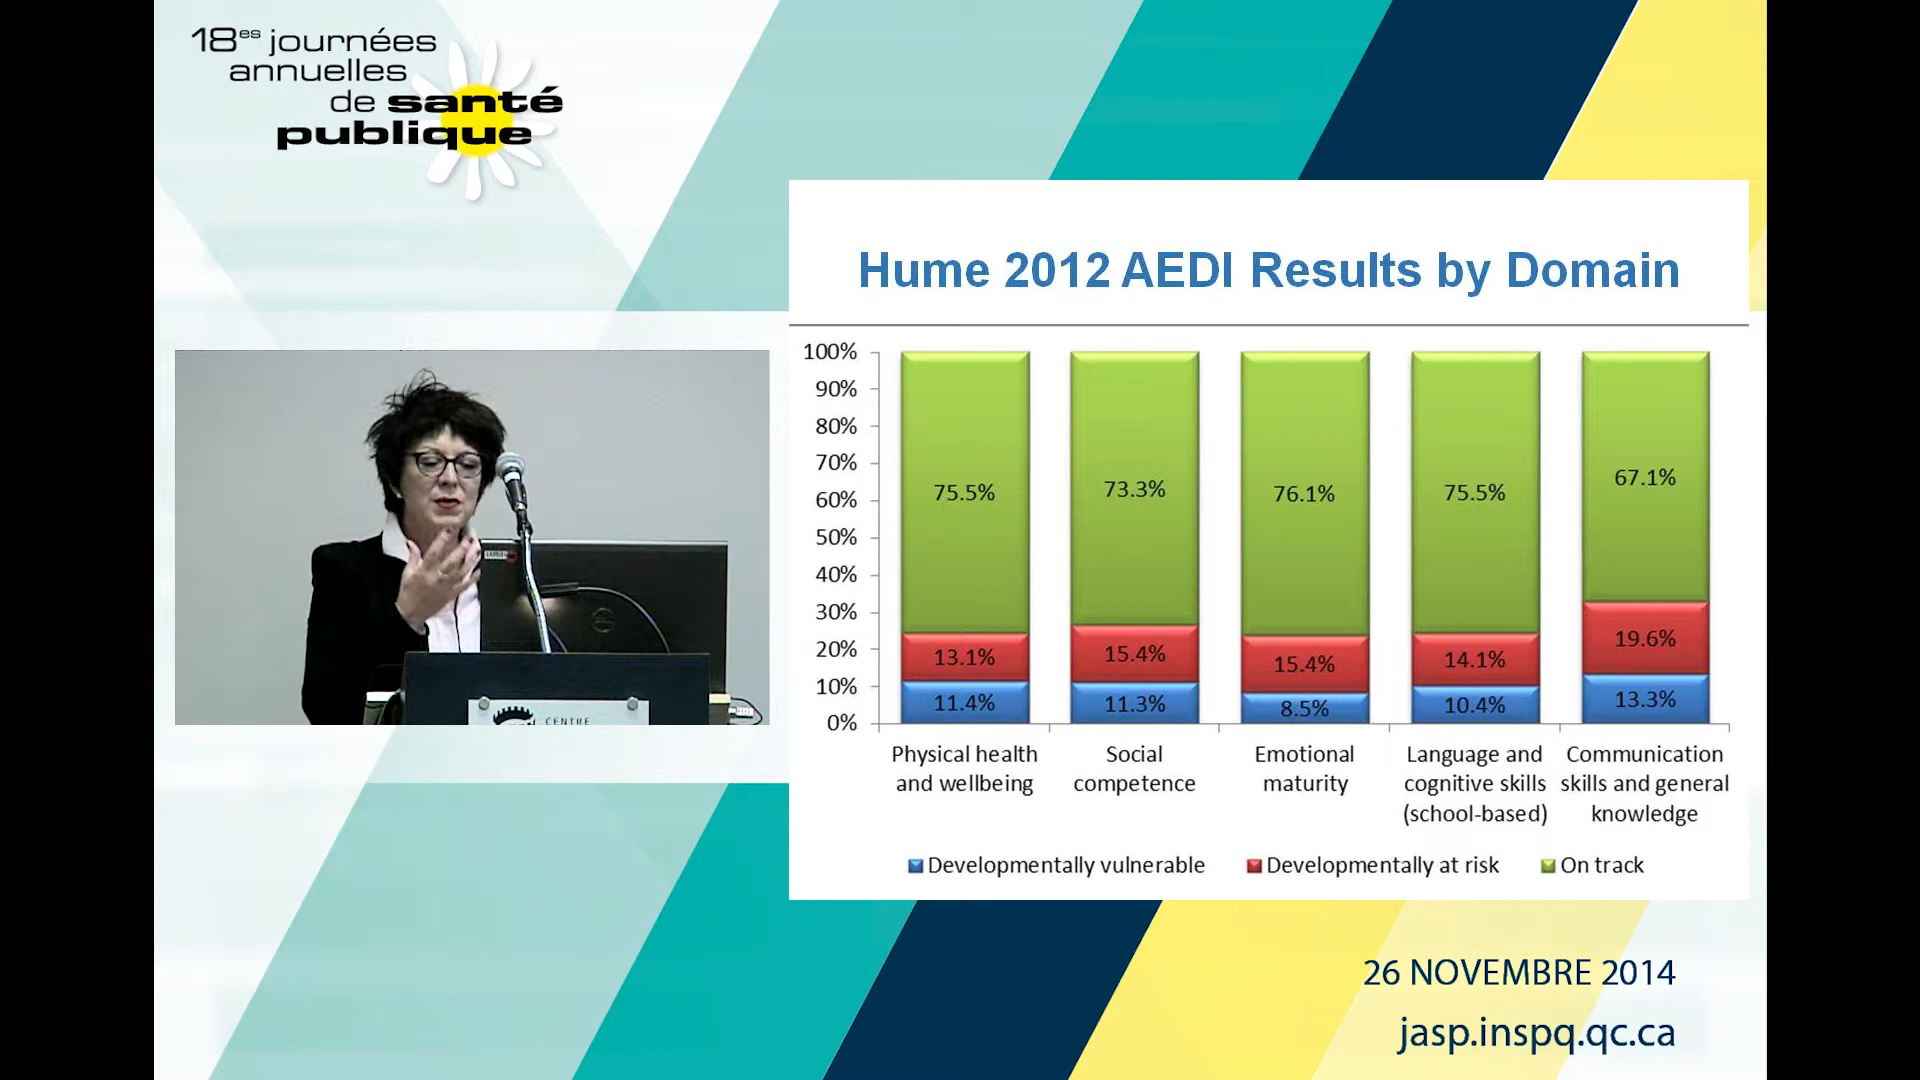 18es journées
annuelles
de santé
publique
Hume 2012 AEDI Results by Domain
100%
90%
80%
70%
60%
50%
40%
30%
20%
10%
0%
75.5% 73.3% 76.1% 75.5% 67.1%
13.1% 15.4% 15.4% 14.1% 19.6%
11.4% 11.3% 8.5% 10.4% 13.3%
Physical health
and wellbeing
Social
competence
Emotional
maturity
Language and
cognitive skills
(school-based)
Communication
skills and general
knowledge
Developmentally vulnerable Developmentally at risk On track
CENTRE
26 NOVEMBRE 2014
jasp.inspq.qc.ca